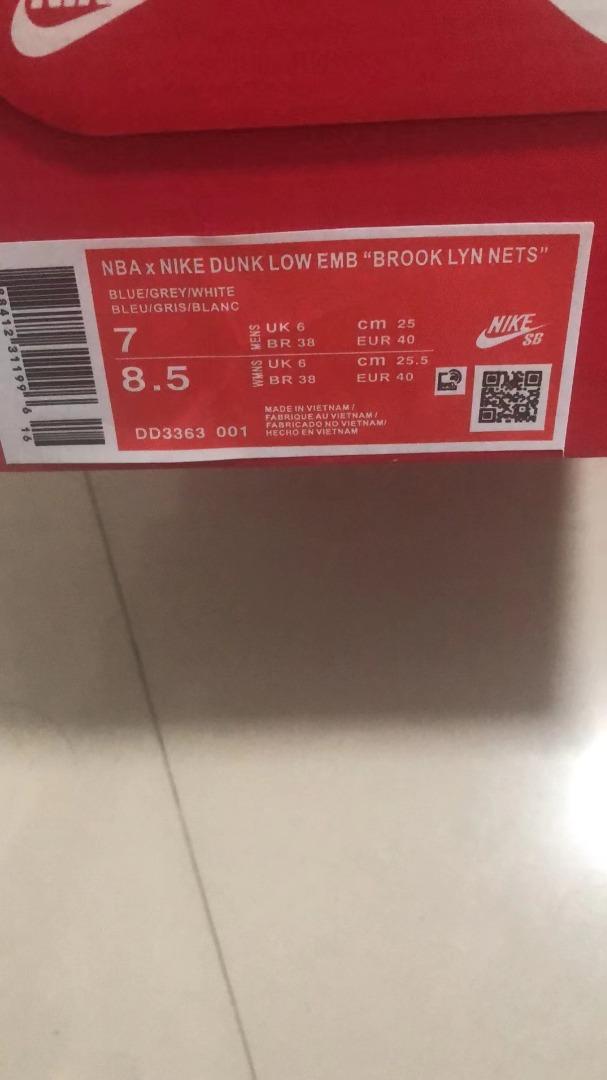 NIKE
NBA x NIKE DUNK LOW EMB “BROOK LYN NETS”
BLUE/GREY/WHITE
BLEU/GRIS/BLANC
7 MENS UK 6 cm 25
BR 38 EUR 40
8.5 WMNS UK 6 cm 25.5
BR 38 EUR 40
NIKE SB
MADE IN VIETNAM /
FABRIQUE AU VIETNAM /
FABRICADO NO VIETNAM/
HECHO EN VIETNAM
DD3363 001